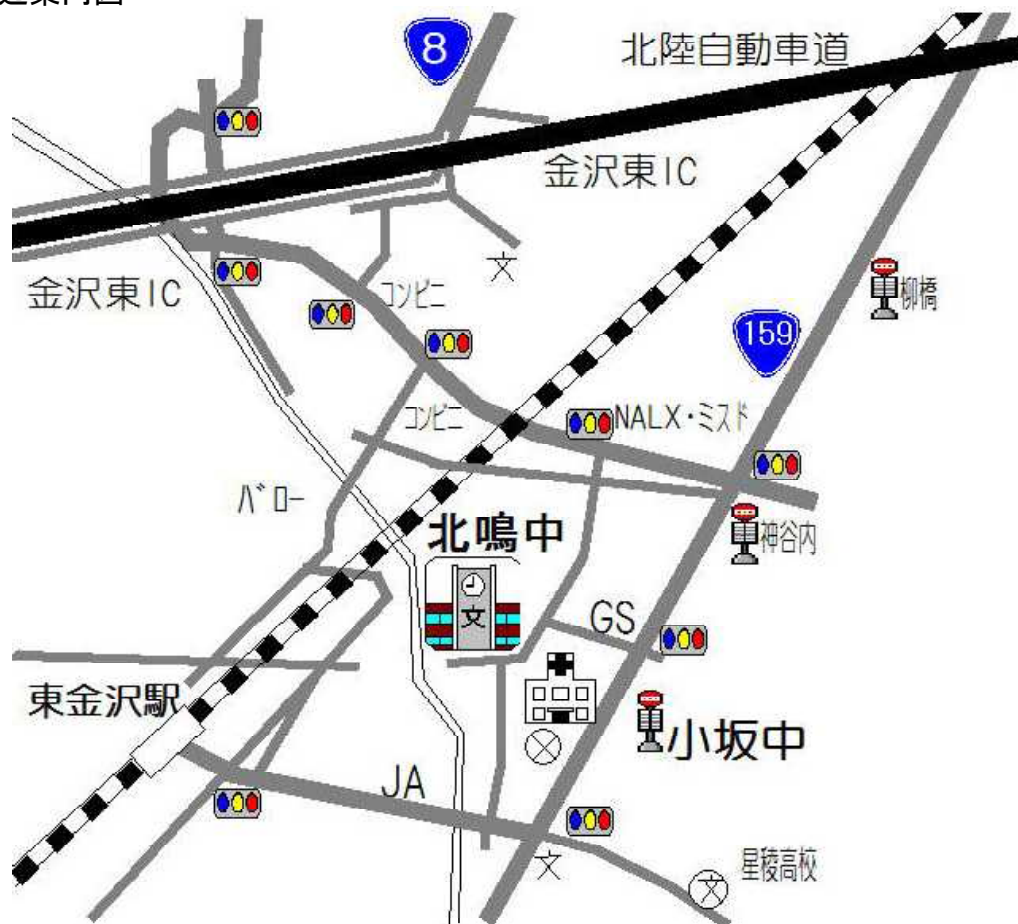 8
北陸自動車道
金沢東IC
文
金沢東IC
コンビニ
柳橋
159
コンビニ
NALX・ミスド
バロー
北鳴中
神谷内
文
GS
東金沢駅
小坂中
JA
文
星稜高校
文